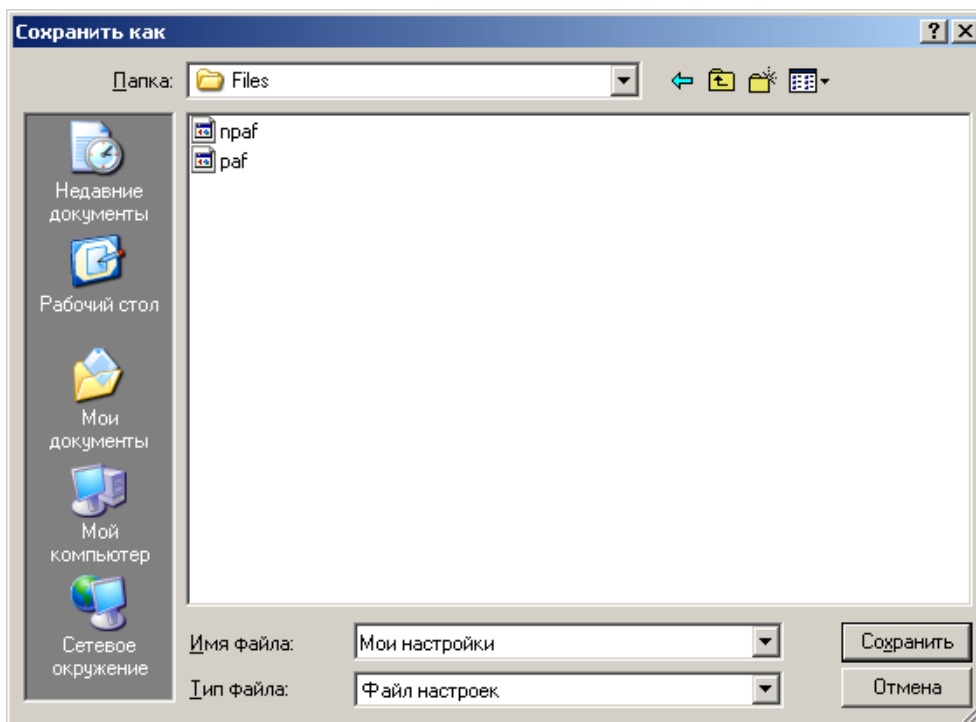 Сохранить как
Папка:
Files
npaf
paf
Недавние
документы
Рабочий стол
Мои
документы
Мой
компьютер
Сетевое
окружение
Имя файла:
Мои настройки
Сохранить
Тип файла:
Файл настроек
Отмена